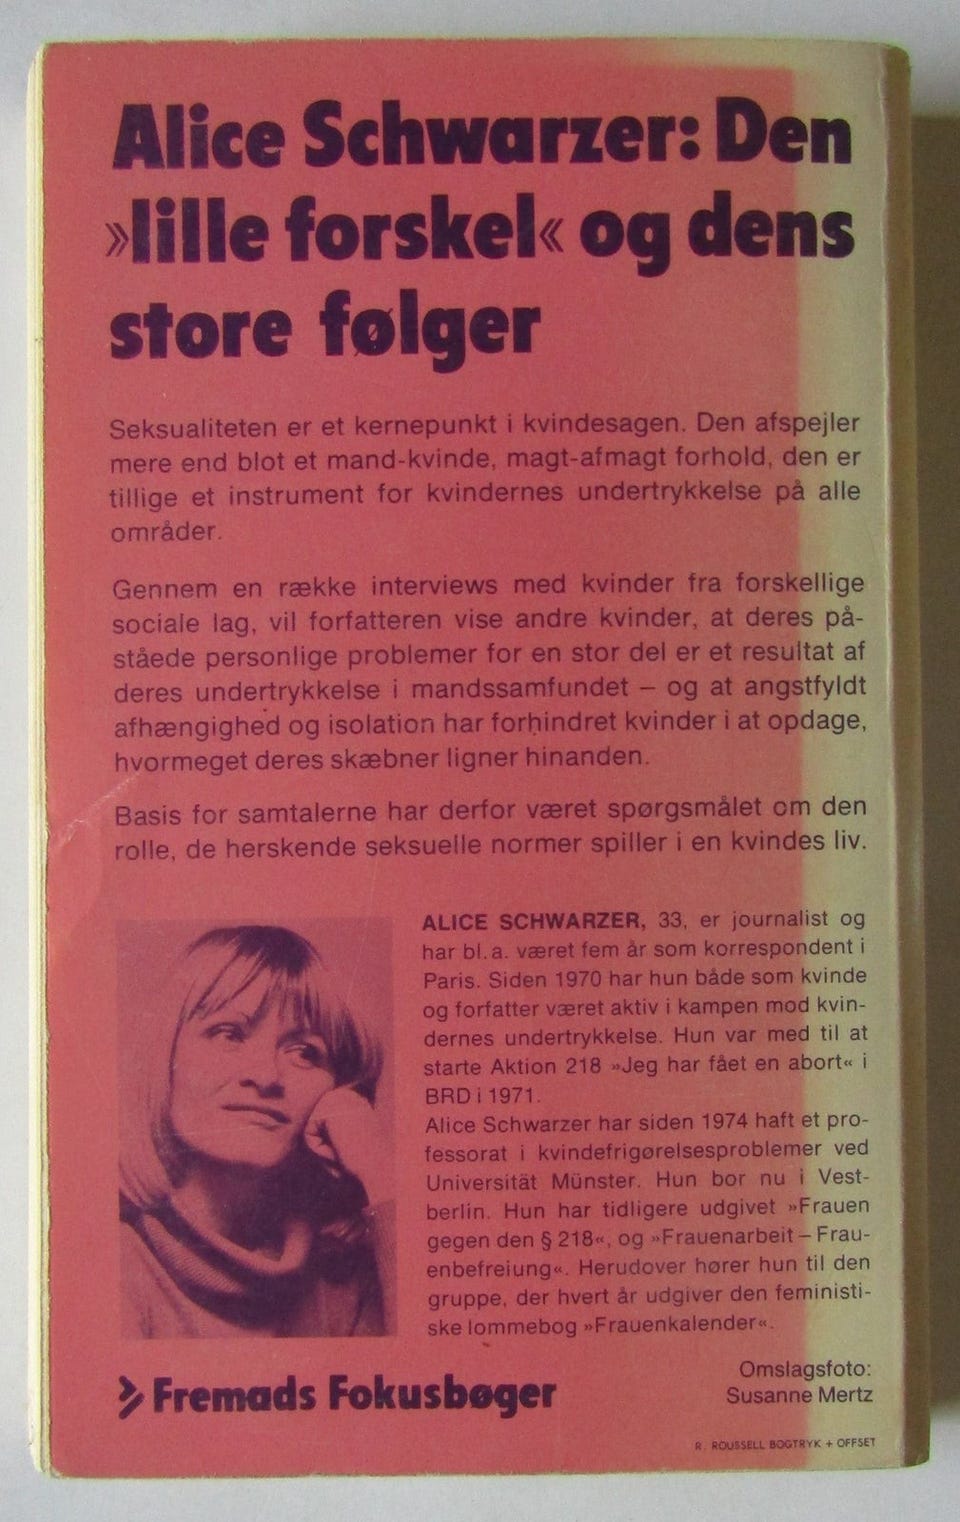 Alice Schwarzer: Den
»lille forskel« og dens
store følger
Seksualiteten er et kernepunkt i kvindesagen. Den afspejler
mere end blot et mand-kvinde, magt-afmagt forhold, den er
tillige et instrument for kvindernes undertrykkelse på alle
områder.
Gennem en række interviews med kvinder fra forskellige
sociale lag, vil forfatteren vise andre kvinder, at deres på-
ståede personlige problemer for en stor del er et resultat af
deres undertrykkelse i mandssamfundet – og at angstfyldt
afhængighed og isolation har forhindret kvinder i at opdage,
hvormeget deres skæbner ligner hinanden.
Basis for samtalerne har derfor været spørgsmålet om den
rolle, de herskende seksuelle normer spiller i en kvindes liv.
ALICE SCHWARZER, 33, er journalist og
har bl.a. været fem år som korrespondent i
Paris. Siden 1970 har hun både som kvinde
og forfatter været aktiv i kampen mod kvin-
dernes undertrykkelse. Hun var med til at
starte Aktion 218 »Jeg har fået en abort« i
BRD i 1971.
Alice Schwarzer har siden 1974 haft et pro-
fessorat i kvindefrigørelsesproblemer ved
Universität Münster. Hun bor nu i Vest-
berlin. Hun har tidligere udgivet »Frauen
gegen den § 218«, og »Frauenarbeit – Frau-
enbefreiung«. Herudover hører hun til den
gruppe, der hvert år udgiver den feministi-
ske lommebog »Frauenkalender«.
Fremads Fokusbøger
Omslagsfoto:
Susanne Mertz
R. ROUSSELL BOGTRYK + OFFSET